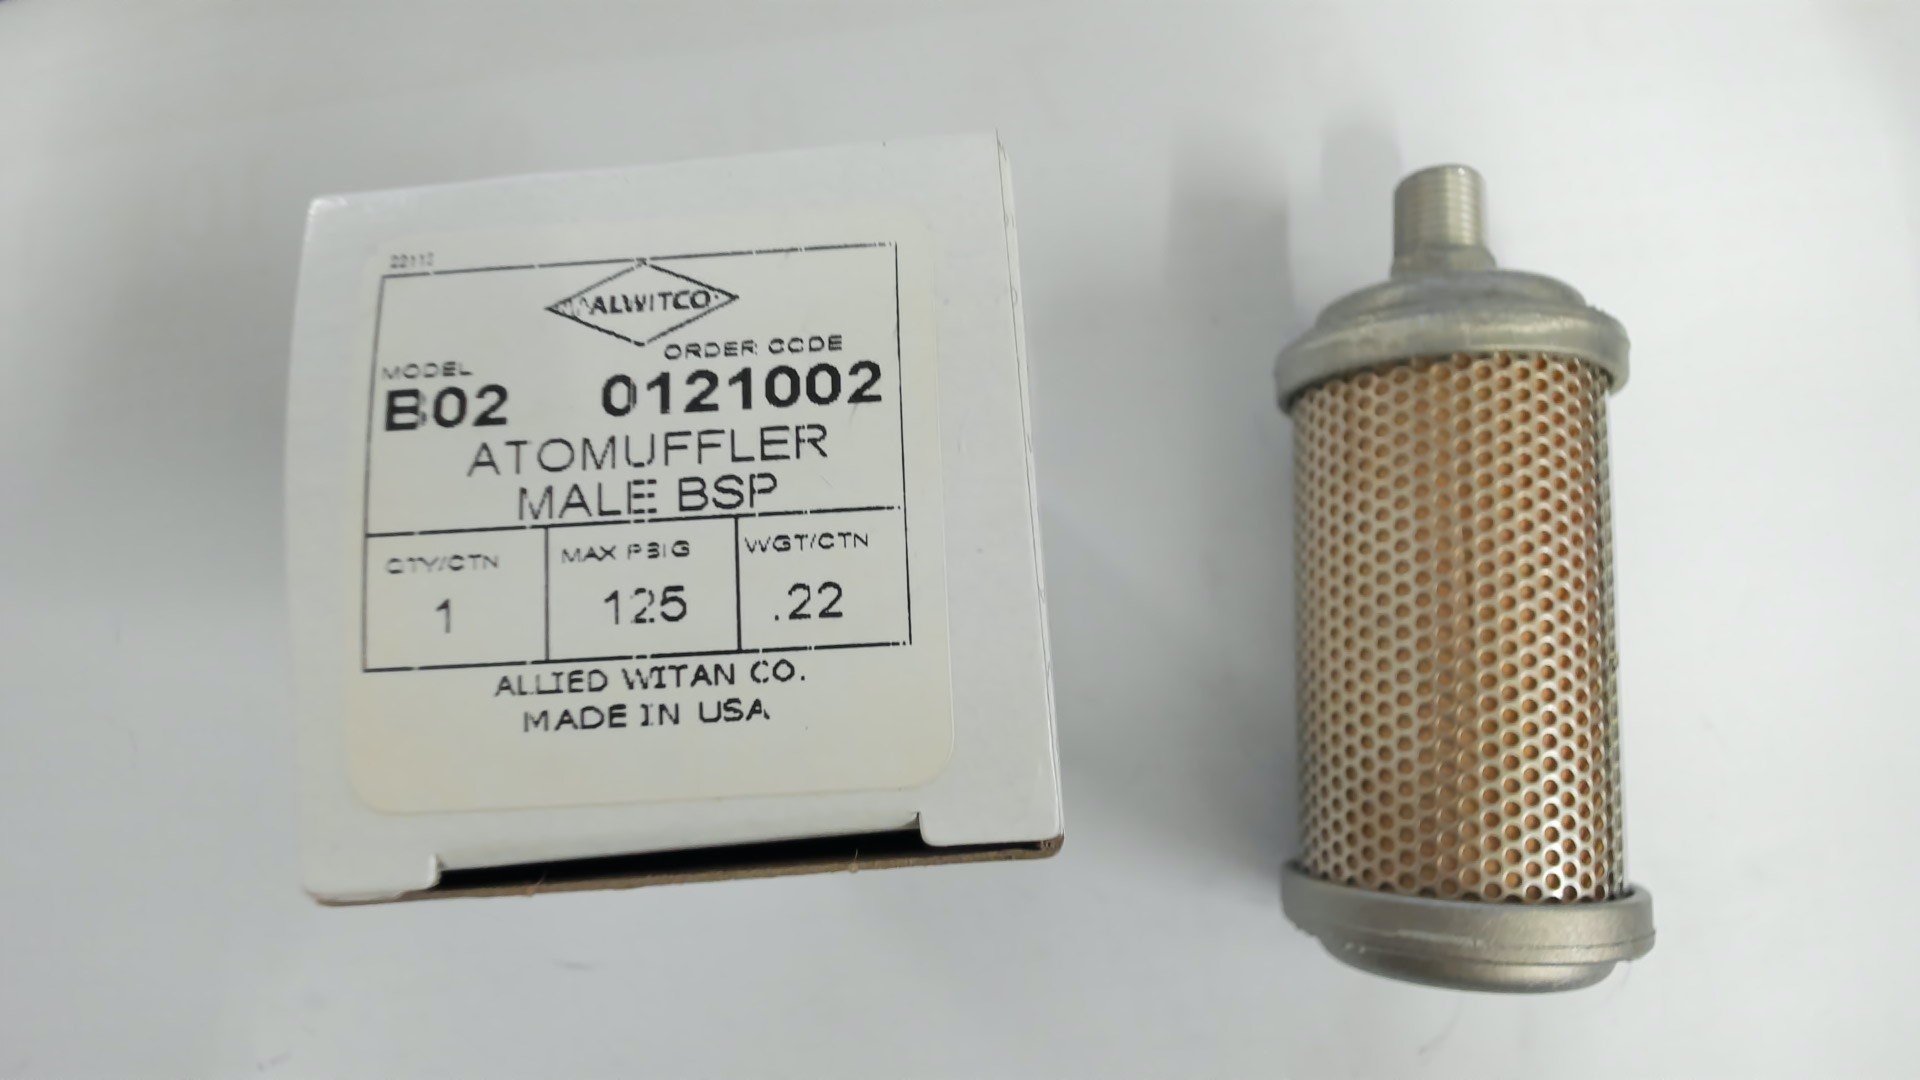 ALWITCO
ORDER CODE
MODEL
B02 0121002
ATOMUFFLER
MALE BSP
QTY/CTN MAX PSIG WGT/CTN
1 125 .22
ALLIED WITAN CO.
MADE IN USA